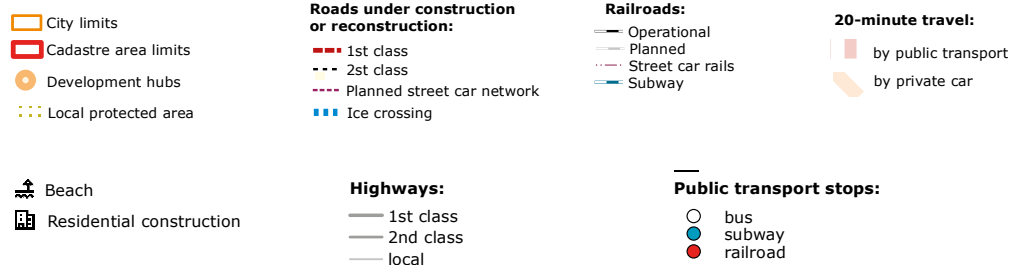 City limits
Cadastre area limits
Development hubs
Local protected area
Roads under construction
or reconstruction:
1st class
2st class
Planned street car network
Ice crossing
Railroads:
Operational
Planned
Street car rails
Subway
20-minute travel:
by public transport
by private car
Beach
Residential construction
Highways:
1st class
2nd class
local
Public transport stops:
bus
subway
railroad